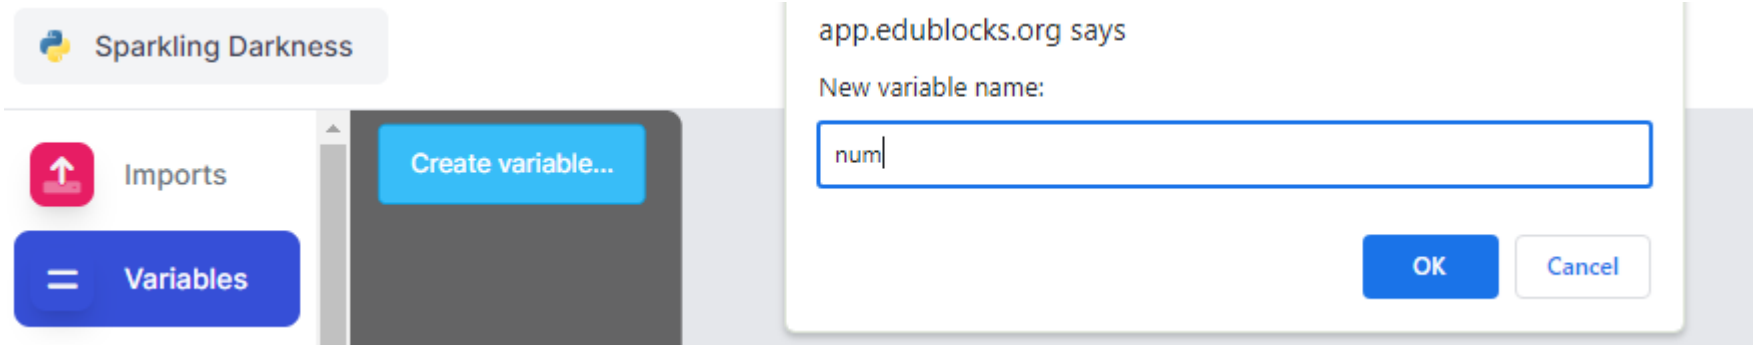 Sparkling Darkness
Imports
Variables
Create variable...
app.edublocks.org says
New variable name:
num
OK
Cancel